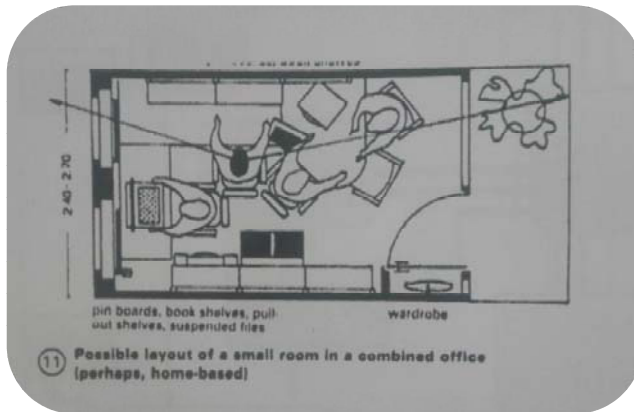 2.40 - 2.70
pin boards, book shelves, pull-
out shelves, suspended files
wardrobe
11 Possible layout of a small room in a combined office
(perhaps, home-based)